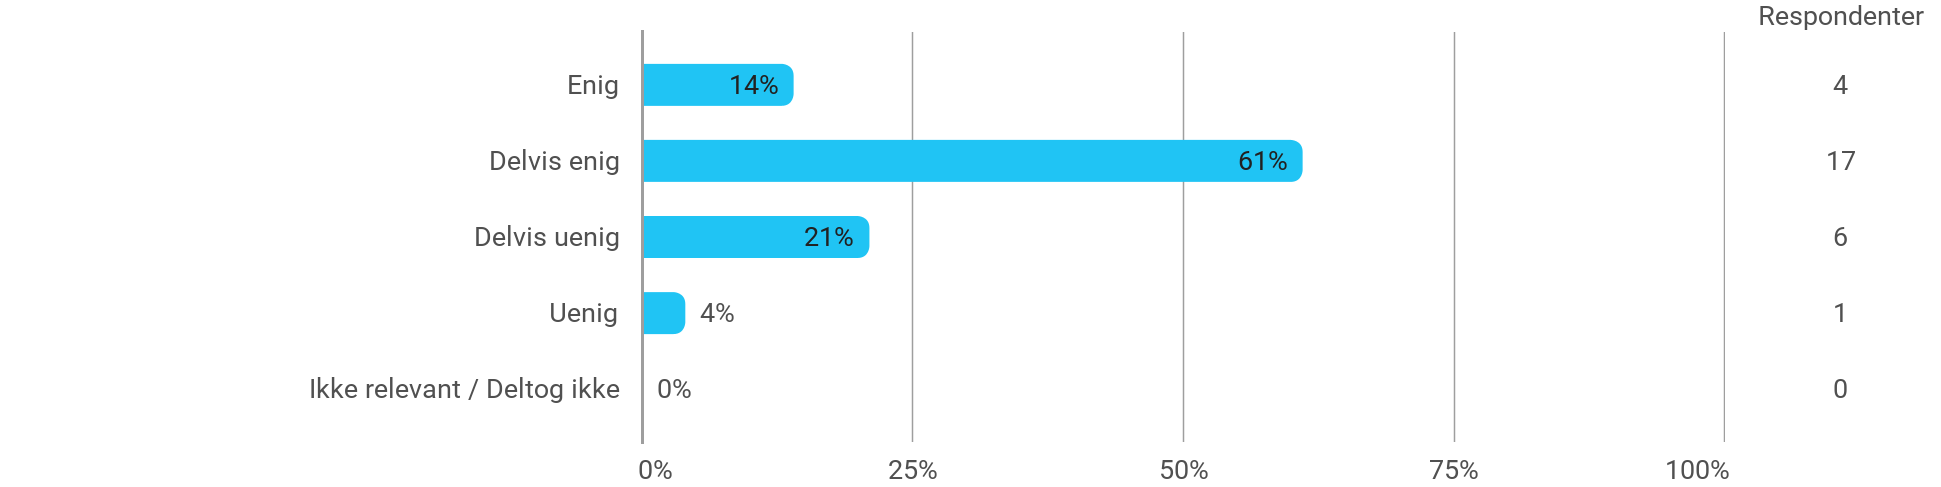 Respondenter
Enig 14% 4
Delvis enig 61% 17
Delvis uenig 21% 6
Uenig 4% 1
Ikke relevant / Deltog ikke 0% 0
0% 25% 50% 75% 100%